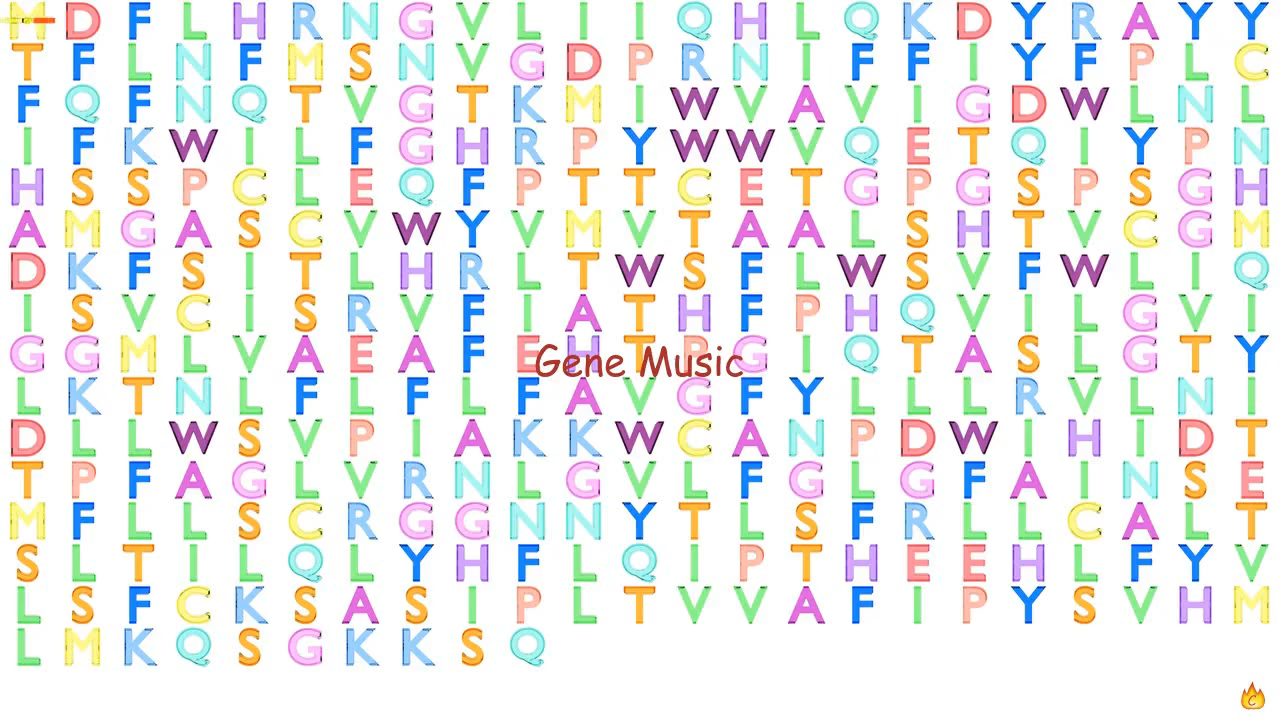 M D F L H R N G V L I I Q H L Q K D Y R A Y Y
T F L N F M S N V G D P R N I F F I Y F P L C
F Q F N Q T V G T K M I W V A V I G D W L N L
I F K W I L F G H R P Y W W V Q E T Q I Y P N
H S S P C L E Q F P T T C E T G P G S P S G H
A M G A S C V W Y V M V T A A L S H T V C G M
D K F S I T L H R L T W S F L W S V F W L I Q
I S V C I S R V F I A T H F P H Q V I L G V I
G G M L V A E A F E H T P G I Q T A S L G T Y
Gene Music
L K T N L F L F L F A V G F Y L L L R V L N I
D L L W S V P I A K K W C A N P D W I H I D T
T P F A G L V R N L G V L F G L G F A I N S E
M F L L S C R G G N N Y T L S F R L L C A L T
S L T I L Q L Y H F L Q I P T H E E H L F Y V
L S F C K S A S I P L T V V A F I P Y S V H M
L M K Q S G K K S Q
C